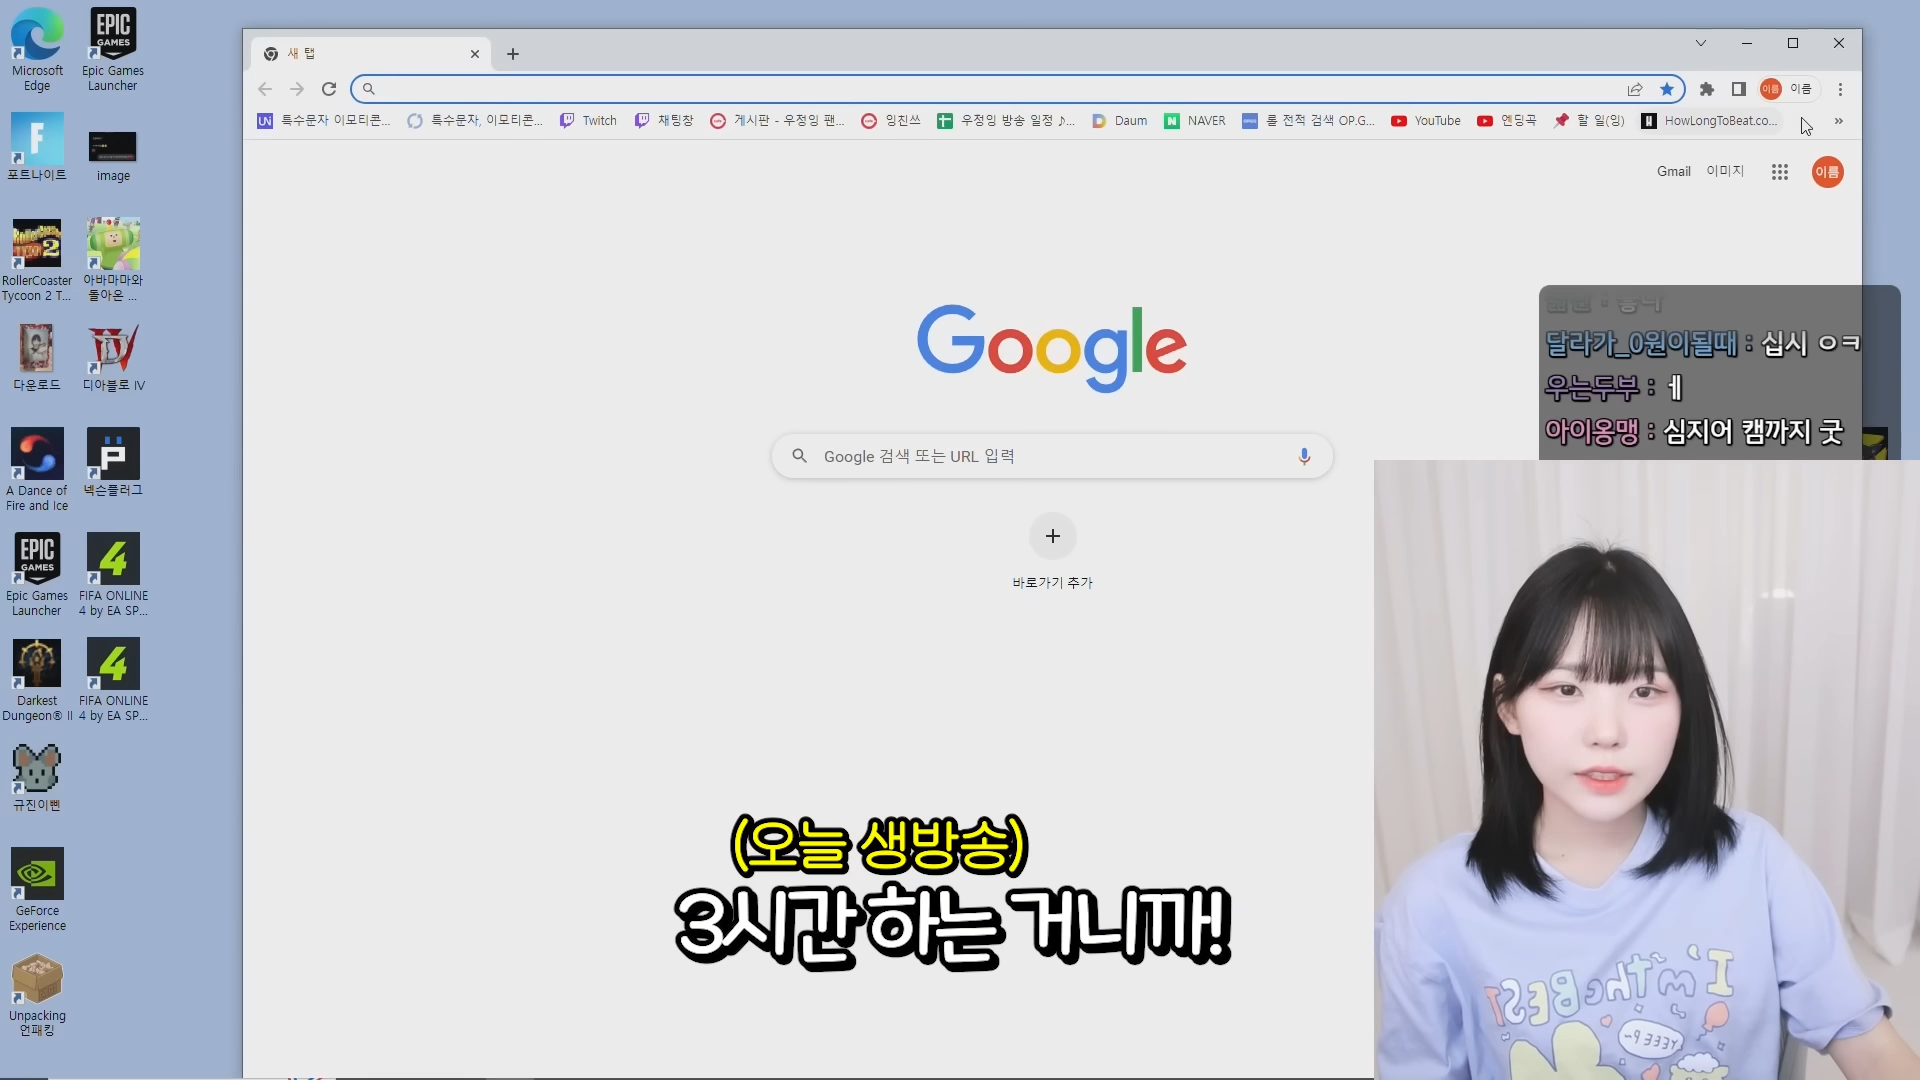 Microsoft
Edge
EPIC
GAMES
Epic Games
Launcher
포트나이트
image
RollerCoaster
Tycoon 2 T...
아바마마와
돌아온 ...
다운로드
디아블로 IV
A Dance of
Fire and Ice
넥슨플러그
EPIC
GAMES
Epic Games
Launcher
FIFA ONLINE
4 by EA SP...
Darkest
Dungeon® II
FIFA ONLINE
4 by EA SP...
규진이삔
GeForce
Experience
Unpacking
언패킹
새 탭
이름 이름
특수문자 이모티콘... 특수문자, 이모티콘... Twitch 채팅창 게시판 - 우정잉 팬... 잉친쓰 우정잉 방송 일정 ♪... Daum NAVER 롤 전적 검색 OP.G... YouTube 엔딩곡 할 일(잉) HowLongToBeat.co... »
Gmail 이미지 이름
Google
Google 검색 또는 URL 입력
바로가기 추가
달라가_0원이될때 : 십시 ㅇㅋ
우는두부 : ㅔ
아이옹맹 : 심지어 캠까지 굿
(오늘 생방송)
3시간 하는 거니까!
I'M THE BEST
YEEE P~